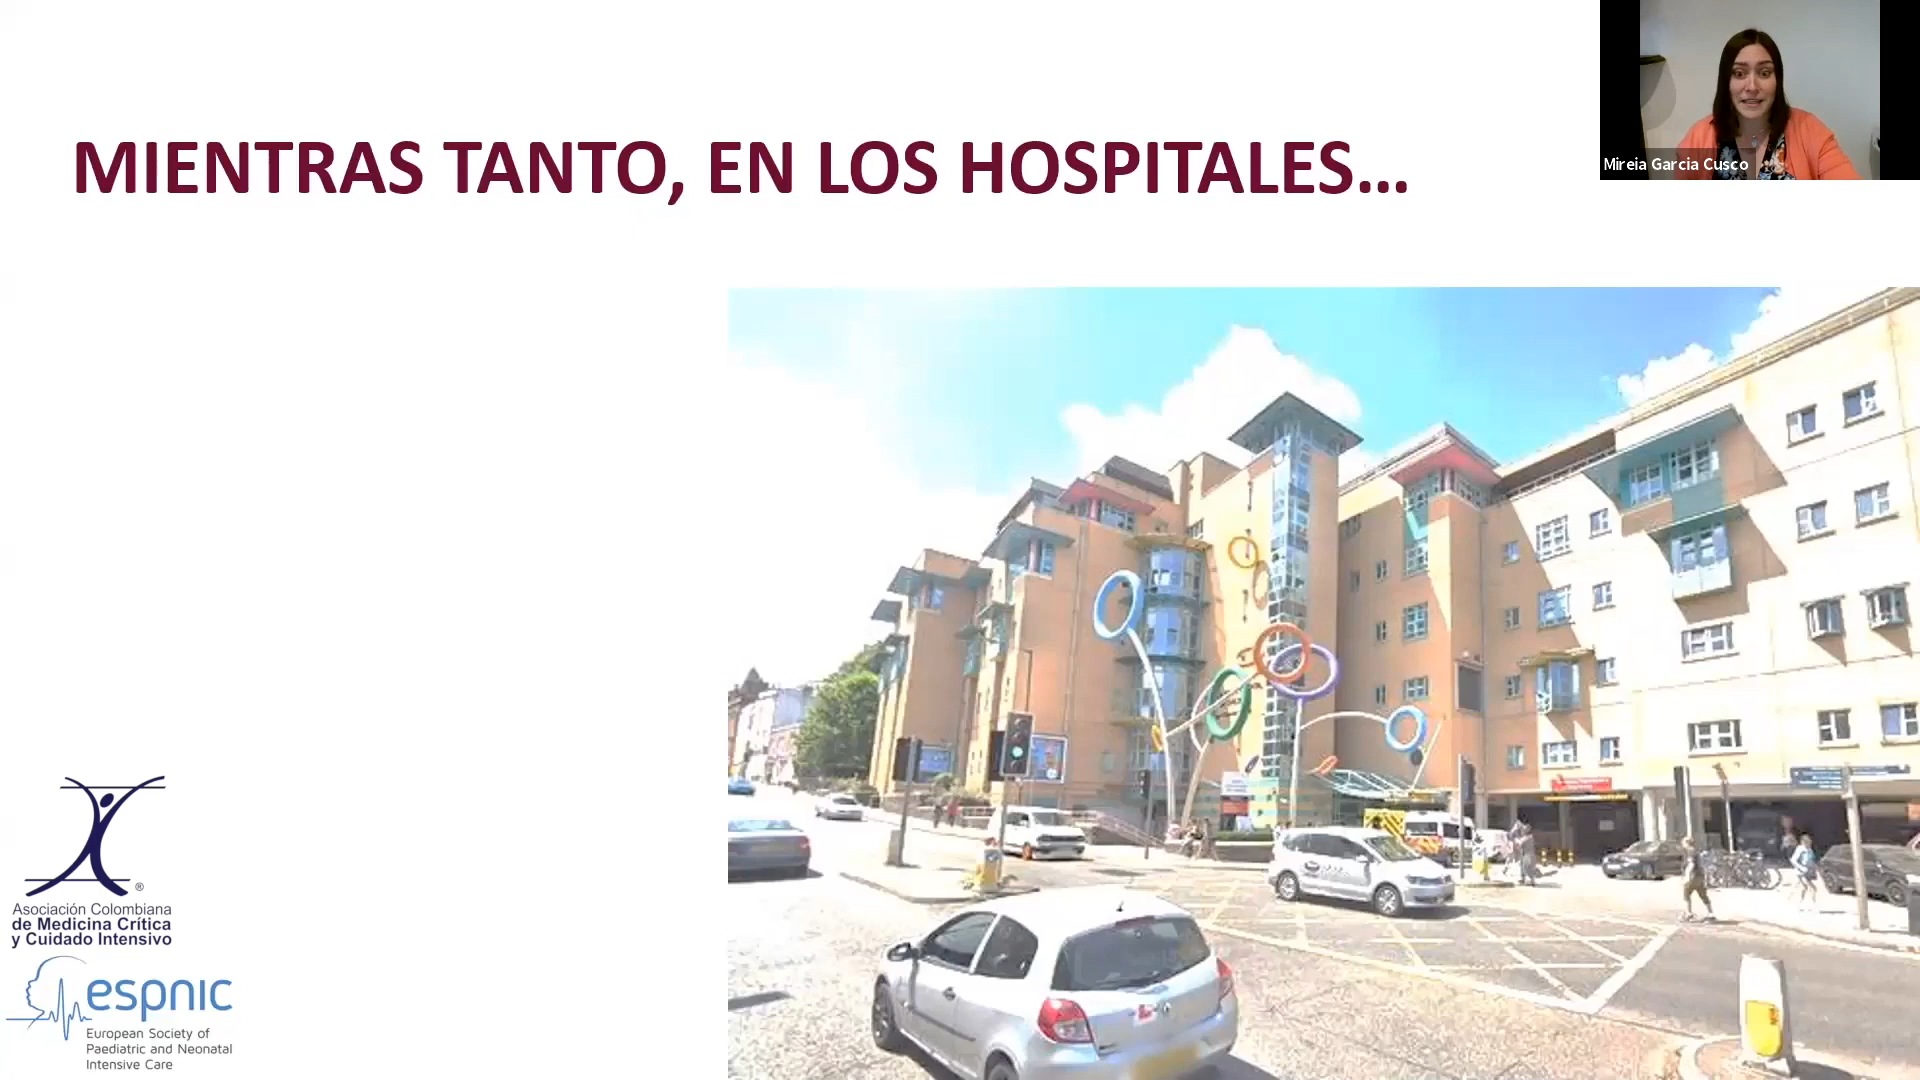 MIENTRAS TANTO, EN LOS HOSPITALES...
Mireia Garcia Cusco
Asociación Colombiana
de Medicina Crítica
y Cuidado Intensivo
®
espnic
European Society of
Paediatric and Neonatal
Intensive Care